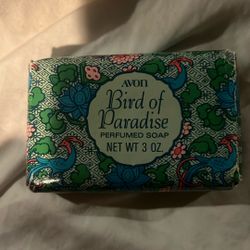 AVON
Bird of
Paradise
PERFUMED SOAP
NET WT 3 OZ.